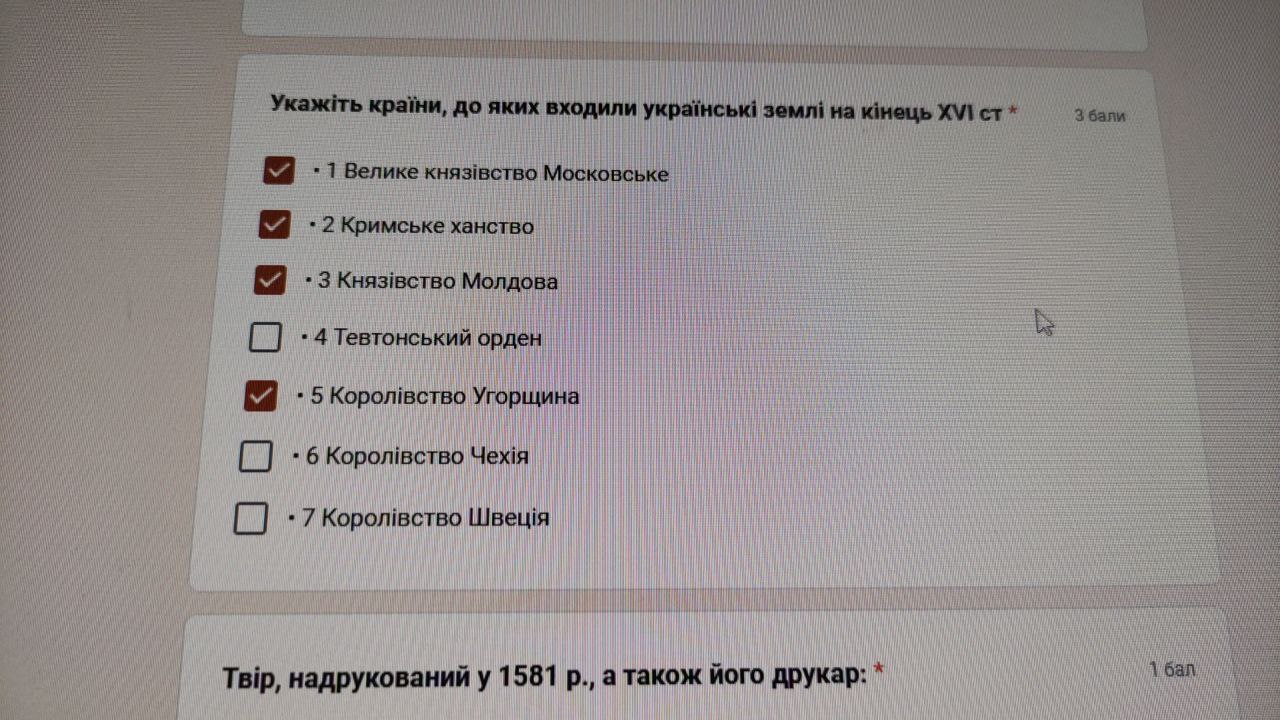 Укажіть країни, до яких входили українські землі на кінець XVI ст * 3 бали
• 1 Велике князівство Московське
• 2 Кримське ханство
• 3 Князівство Молдова
• 4 Тевтонський орден
• 5 Королівство Угорщина
• 6 Королівство Чехія
• 7 Королівство Швеція
Твір, надрукований у 1581 р., а також його друкар: * 1 бал